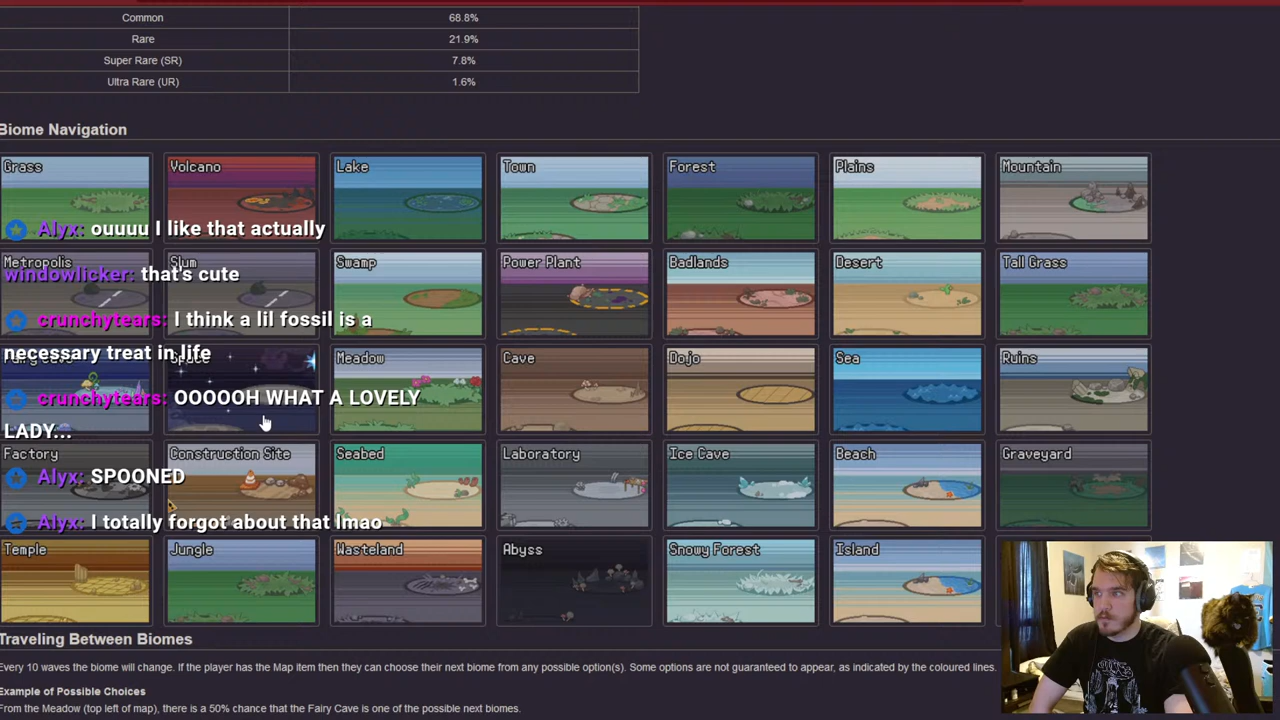 Common 68.8%
Rare 21.9%
Super Rare (SR) 7.8%
Ultra Rare (UR) 1.6%
Biome Navigation
Grass Volcano Lake Town Forest Plains Mountain
Alyx: ouuuu I like that actually
Metropolis Slum Swamp Power Plant Badlands Desert Tall Grass
windowlicker: that's cute
crunchytears: I think a lil fossil is a
necessary treat in life
Meadow Cave Dojo Sea Ruins
crunchytears: OOOOOH WHAT A LOVELY
LADY...
Factory Construction Site Seabed Laboratory Ice Cave Beach Graveyard
Alyx: SPOONED
Alyx: I totally forgot about that lmao
Temple Jungle Wasteland Abyss Snowy Forest Island
Traveling Between Biomes
Every 10 waves the biome will change. If the player has the Map item then they can choose their next biome from any possible option(s). Some options are not guaranteed to appear, as indicated by the coloured lines.
Example of Possible Choices
From the Meadow (top left of map), there is a 50% chance that the Fairy Cave is one of the possible next biomes.